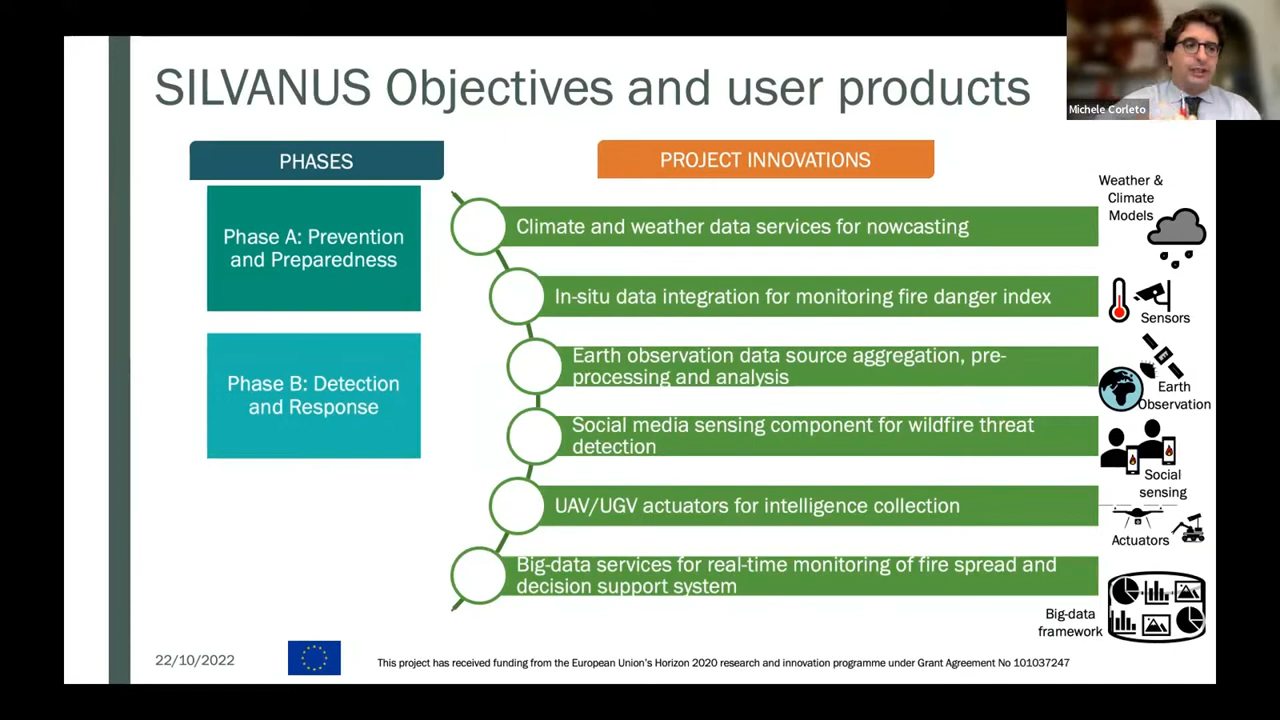 SILVANUS Objectives and user products
Michele Corleto
PHASES
PROJECT INNOVATIONS
Phase A: Prevention
and Preparedness
Phase B: Detection
and Response
Climate and weather data services for nowcasting
In-situ data integration for monitoring fire danger index
Earth observation data source aggregation, pre-
processing and analysis
Social media sensing component for wildfire threat
detection
UAV/UGV actuators for intelligence collection
Big-data services for real-time monitoring of fire spread and
decision support system
Weather &
Climate
Models
Sensors
Earth
Observation
Social
sensing
Actuators
Big-data
framework
22/10/2022
This project has received funding from the European Union's Horizon 2020 research and innovation programme under Grant Agreement No 101037247